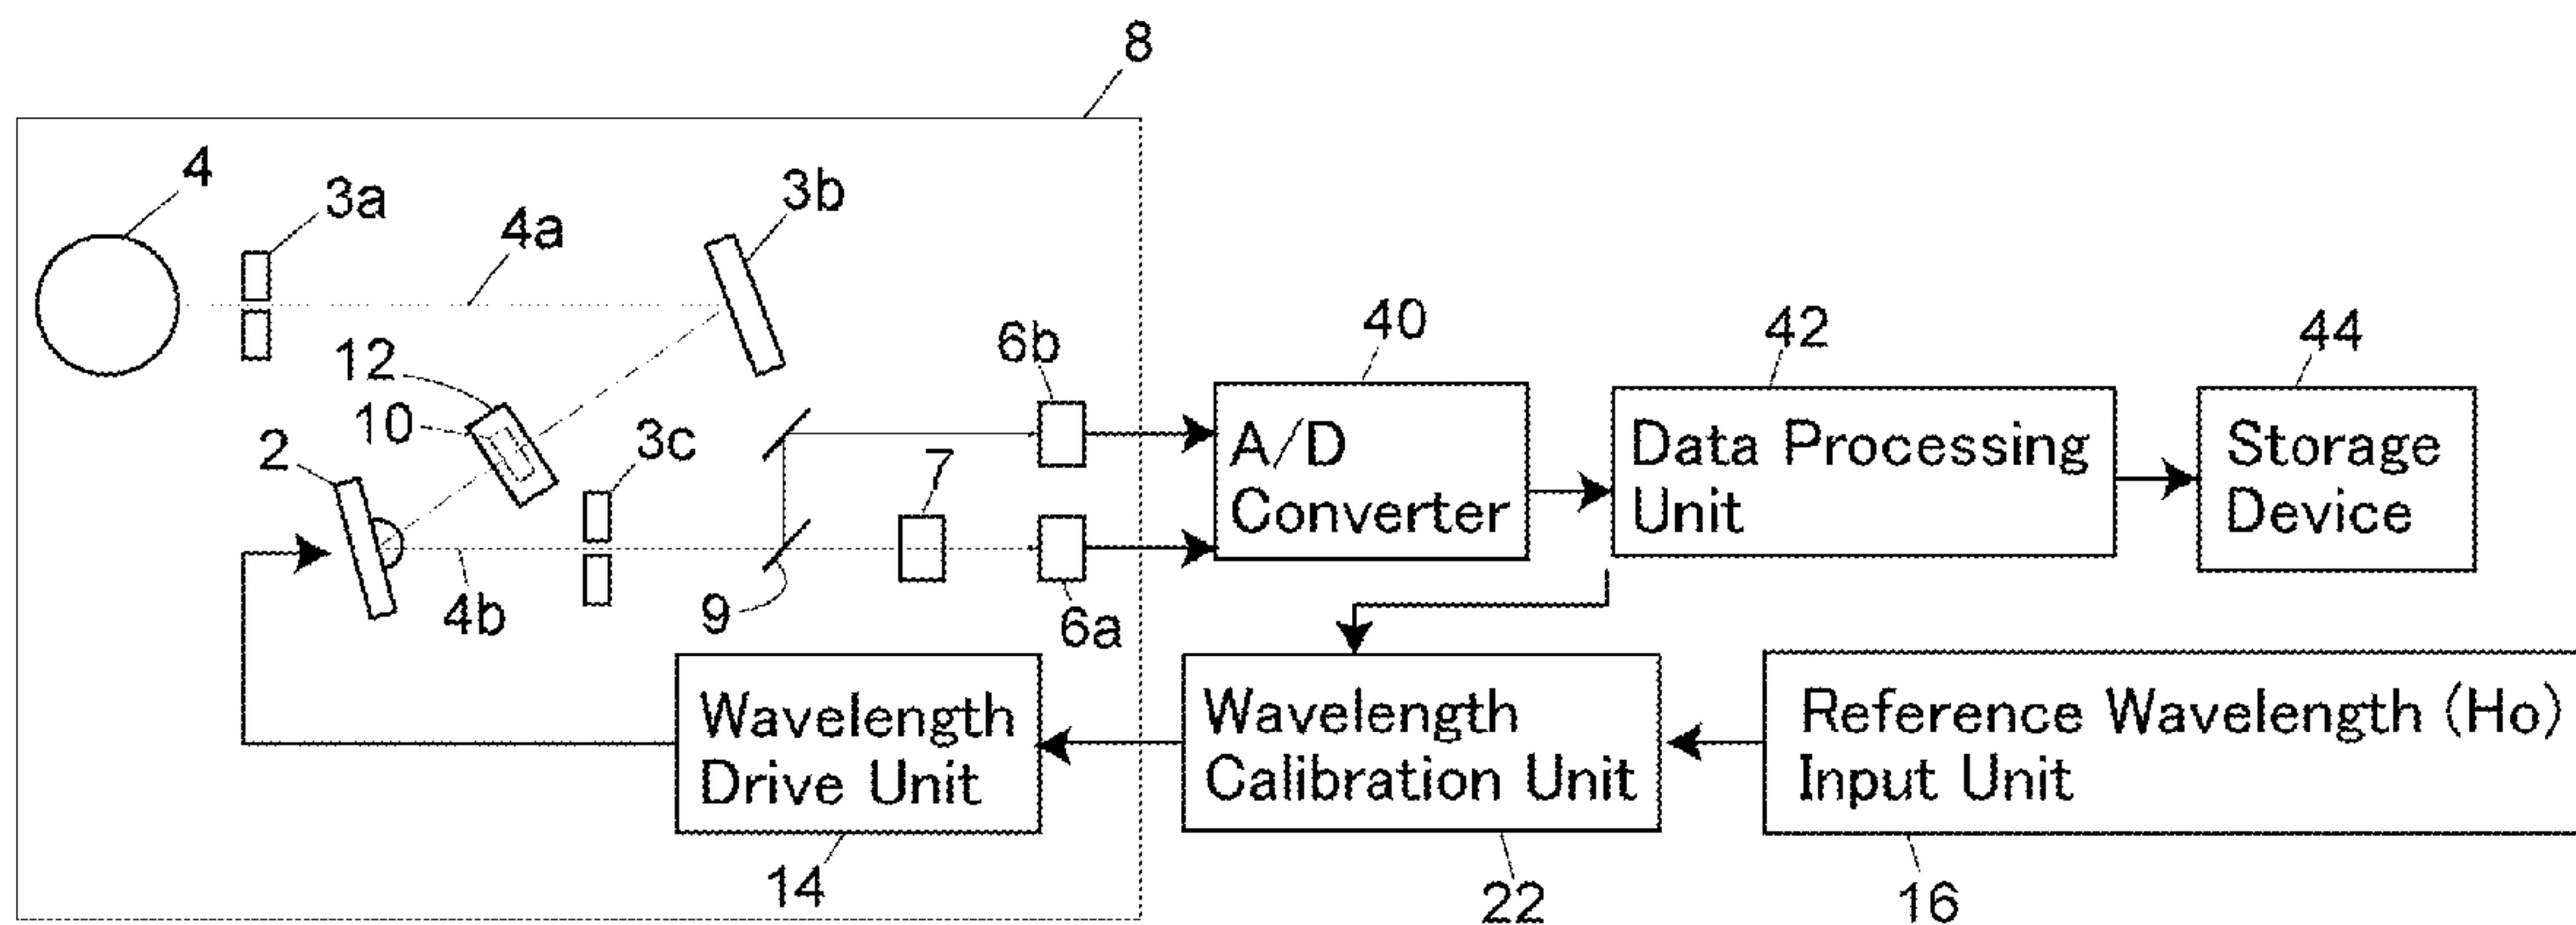 8
4
3a
4a
3b
12
10
2
3c
4b
9
7
6b
6a
40
A/D
Converter
42
Data Processing
Unit
44
Storage
Device
Wavelength
Drive Unit
14
Wavelength
Calibration Unit
22
Reference Wavelength (Ho)
Input Unit
16